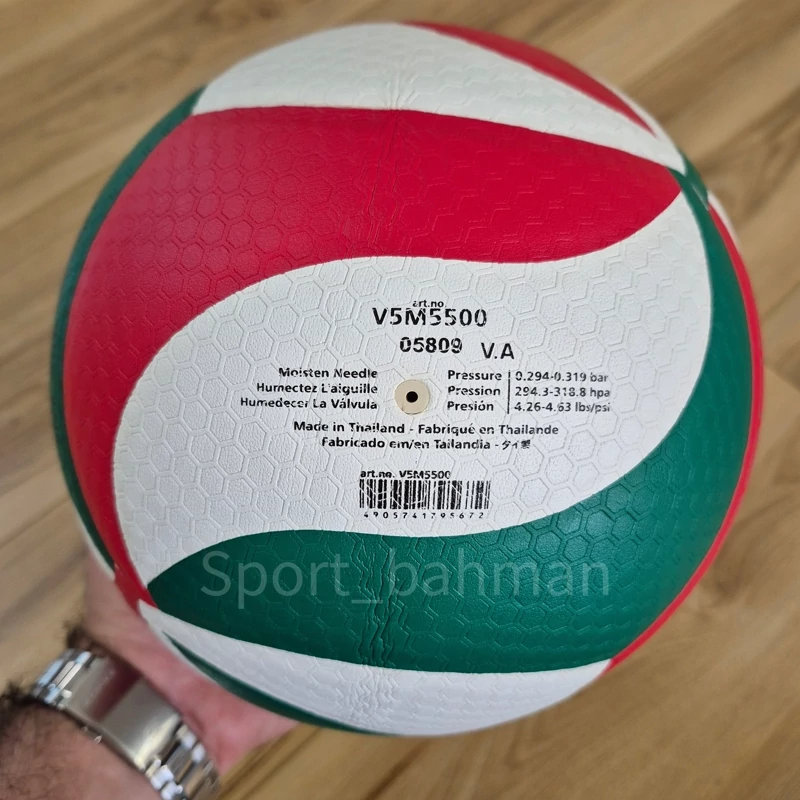 art.no.
V5M5500
05809 V.A
Moisten Needle
Humectez L'aiguille
Humedecer La Válvula
Pressure 0.294-0.319 bar
Pression 294.3-318.8 hpa
Presión 4.26-4.63 lbs/psi
Made in Thailand - Fabriqué en Thaïlande
Fabricado em/en Tailandia - タイ製
art.no. V5M5500
4905741795672
Sport_bahman